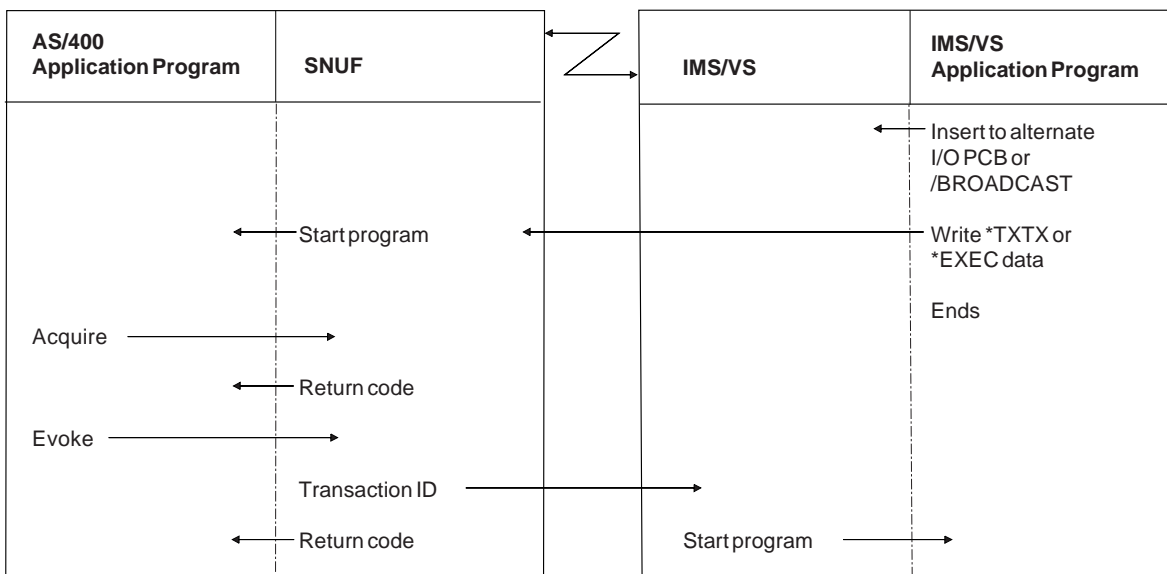 AS/400
Application Program
SNUF
IMS/VS
IMS/VS
Application Program
Insert to alternate
I/O PCB or
/BROADCAST
Start program
Write *TXTX or
*EXEC data
Ends
Acquire
Return code
Evoke
Transaction ID
Return code
Start program